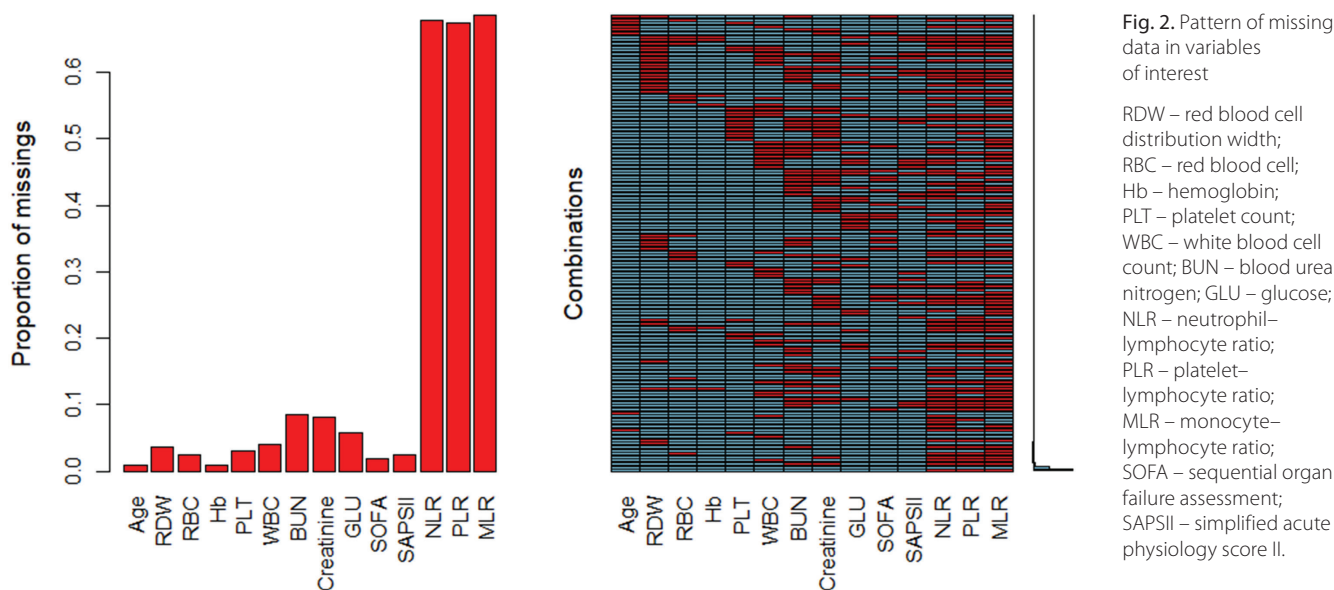 Proportion of missings
0.0
0.1
0.2
0.3
0.4
0.5
0.6
Age
RDW
RBC
Hb
PLT
WBC
BUN
Creatinine
GLU
SOFA
SAPSII
NLR
PLR
MLR
Combinations
Age
RDW
RBC
Hb
PLT
WBC
BUN
Creatinine
GLU
SOFA
SAPSII
NLR
PLR
MLR
Fig. 2. Pattern of missing
data in variables
of interest
RDW – red blood cell
distribution width;
RBC – red blood cell;
Hb – hemoglobin;
PLT – platelet count;
WBC – white blood cell
count; BUN – blood urea
nitrogen; GLU – glucose;
NLR – neutrophil–
lymphocyte ratio;
PLR – platelet–
lymphocyte ratio;
MLR – monocyte–
lymphocyte ratio;
SOFA – sequential organ
failure assessment;
SAPSII – simplified acute
physiology score II.